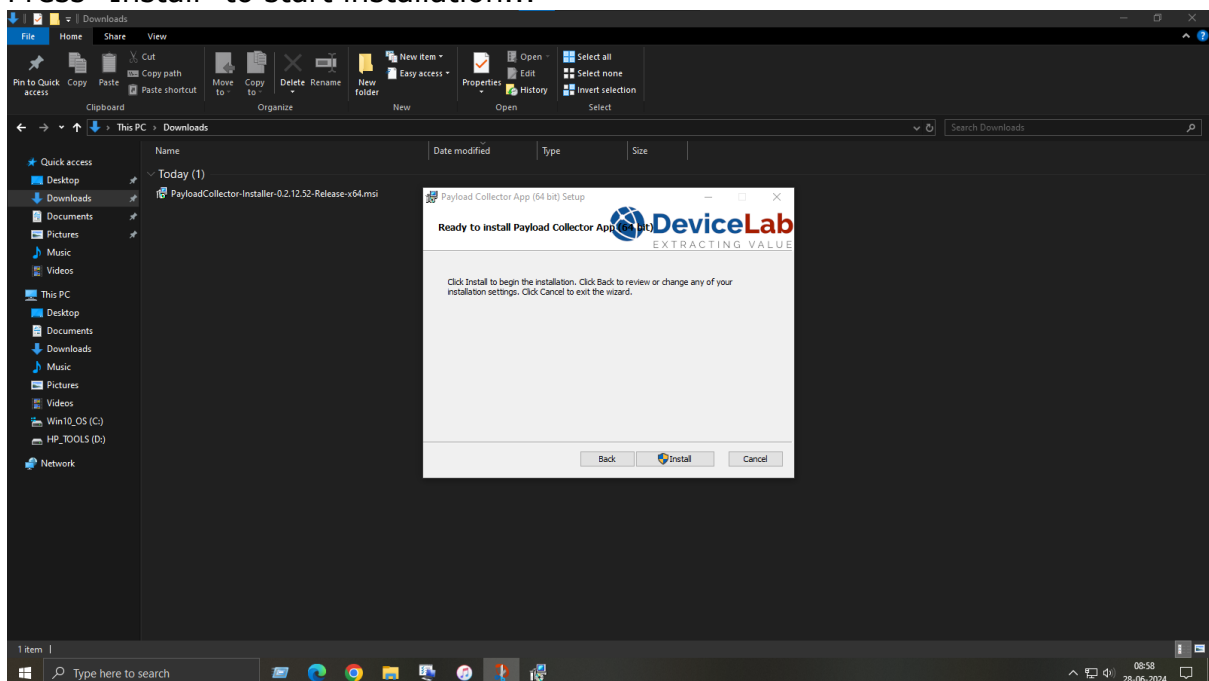 Press "Install" to start installation...
Downloads
File Home Share View
Pin to Quick access
Copy
Paste
Cut
Copy path
Paste shortcut
Clipboard
Move to
Copy to
Delete
Rename
Organize
New folder
New item
Easy access
New
Properties
Open
Edit
History
Open
Select all
Select none
Invert selection
Select
This PC > Downloads
Search Downloads
Name Date modified Type Size
Quick access
Desktop
Downloads
Documents
Pictures
Music
Videos
This PC
Desktop
Documents
Downloads
Music
Pictures
Videos
Win10_OS (C:)
HP_TOOLS (D:)
Network
Today (1)
PayloadCollector-Installer-0.2.12.52-Release-x64.msi
Payload Collector App (64 bit) Setup
Ready to install Payload Collector App (64 bit)
DeviceLab
EXTRACTING VALUE
Click Install to begin the installation. Click Back to review or change any of your
installation settings. Click Cancel to exit the wizard.
Back Install Cancel
1 item
Type here to search
08:58
28-06-2024